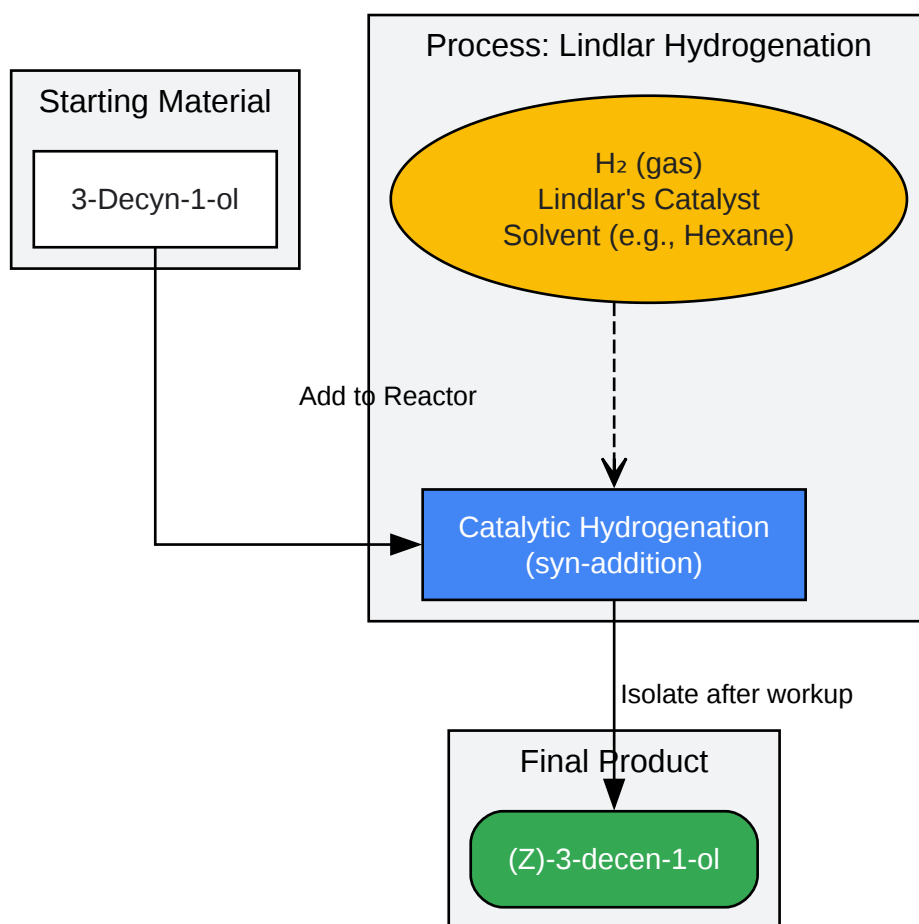 Process: Lindlar Hydrogenation
Starting Material
3-Decyn-1-ol
H₂ (gas)
Lindlar's Catalyst
Solvent (e.g., Hexane)
Add to Reactor
Catalytic Hydrogenation
(syn-addition)
Isolate after workup
Final Product
(Z)-3-decen-1-ol